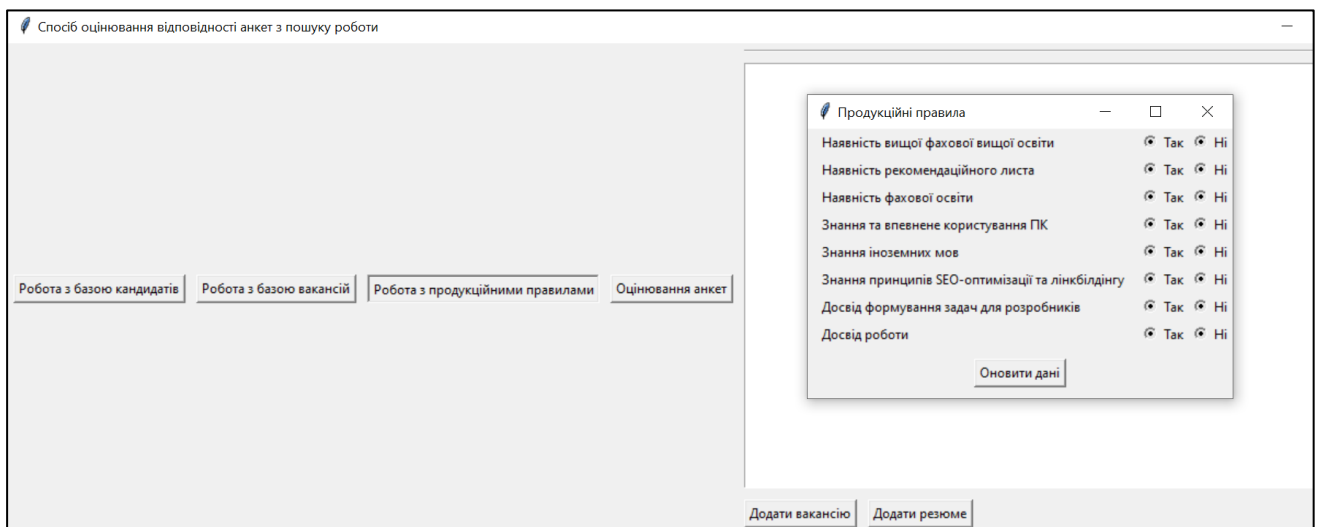 Спосіб оцінювання відповідності анкет з пошуку роботи
Продукційні правила
Наявність вищої фахової вищої освіти Так Ні
Наявність рекомендаційного листа Так Ні
Наявність фахової освіти Так Ні
Знання та впевнене користування ПК Так Ні
Знання іноземних мов Так Ні
Знання принципів SEO-оптимізації та лінкбілдінгу Так Ні
Досвід формування задач для розробників Так Ні
Досвід роботи Так Ні
Оновити дані
Робота з базою кандидатів Робота з базою вакансій Робота з продукційними правилами Оцінювання анкет
Додати вакансію Додати резюме